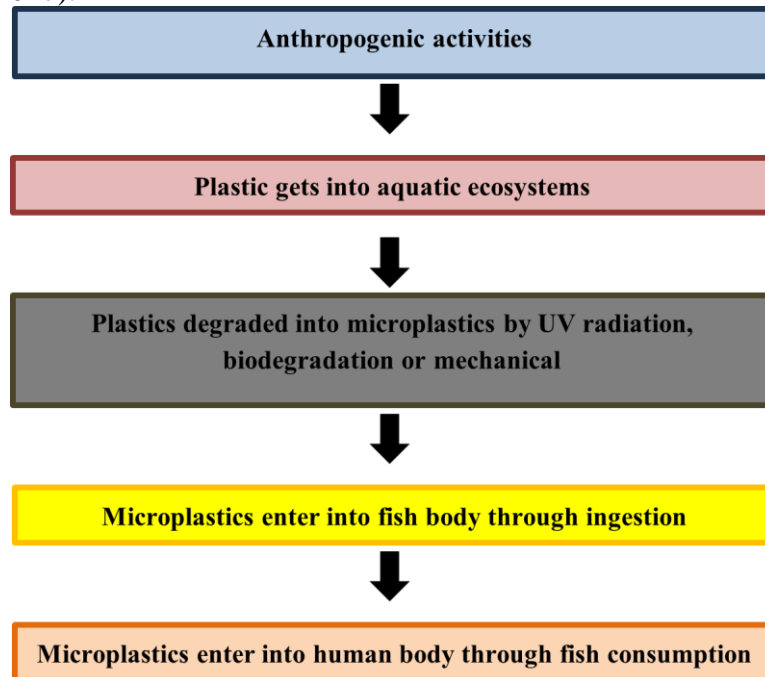 Anthropogenic activities
Plastic gets into aquatic ecosystems
Plastics degraded into microplastics by UV radiation,
biodegradation or mechanical
Microplastics enter into fish body through ingestion
Microplastics enter into human body through fish consumption